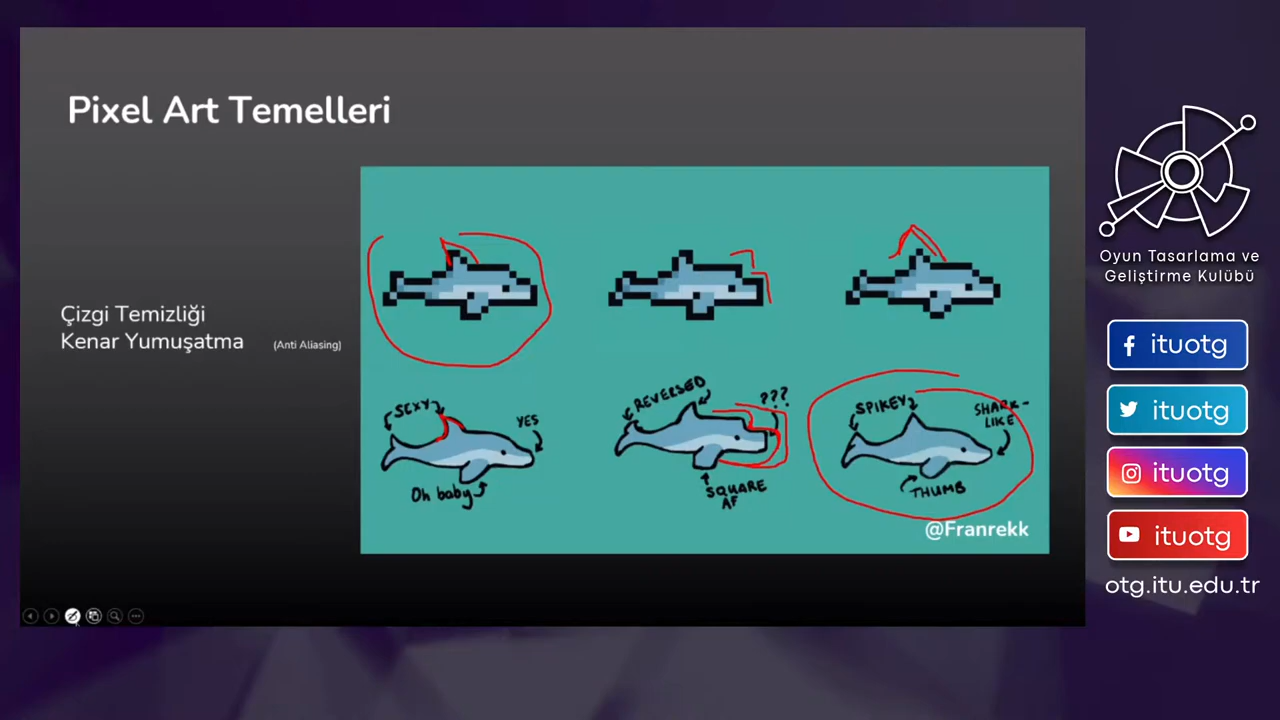 Pixel Art Temelleri
Çizgi Temizliği
Kenar Yumuşatma (Anti Aliasing)
SEXY
YES
Oh baby
REVERSED
???
SQUARE
AF
SPIKEY
SHARK-
LIKE
THUMB
@Franrekk
Oyun Tasarlama ve
Geliştirme Kulübü
ituotg
ituotg
ituotg
ituotg
otg.itu.edu.tr